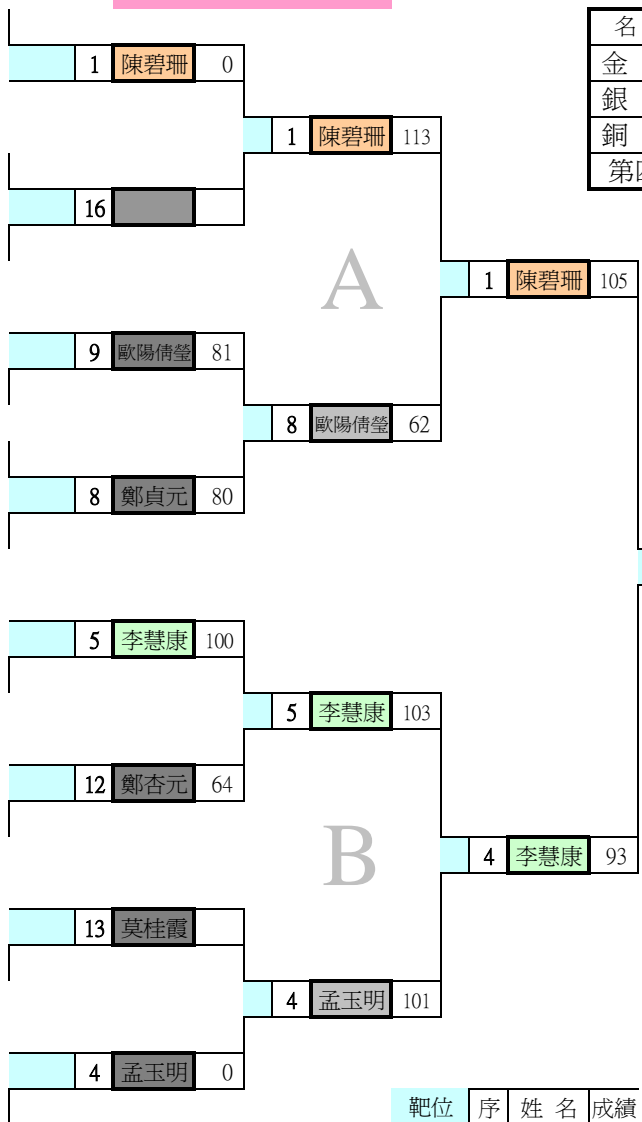 名
1 陳碧珊 0
金
銀
1 陳碧珊 113
銅
16
A
1 陳碧珊 105
9 歐陽倩瑩 81
8 歐陽倩瑩 62
8 鄭貞元 80
5 李慧康 100
5 李慧康 103
12 鄭杏元 64
B
4 李慧康 93
13 莫桂霞
4 孟玉明 101
4 孟玉明 0
靶位 序 姓 名 成績